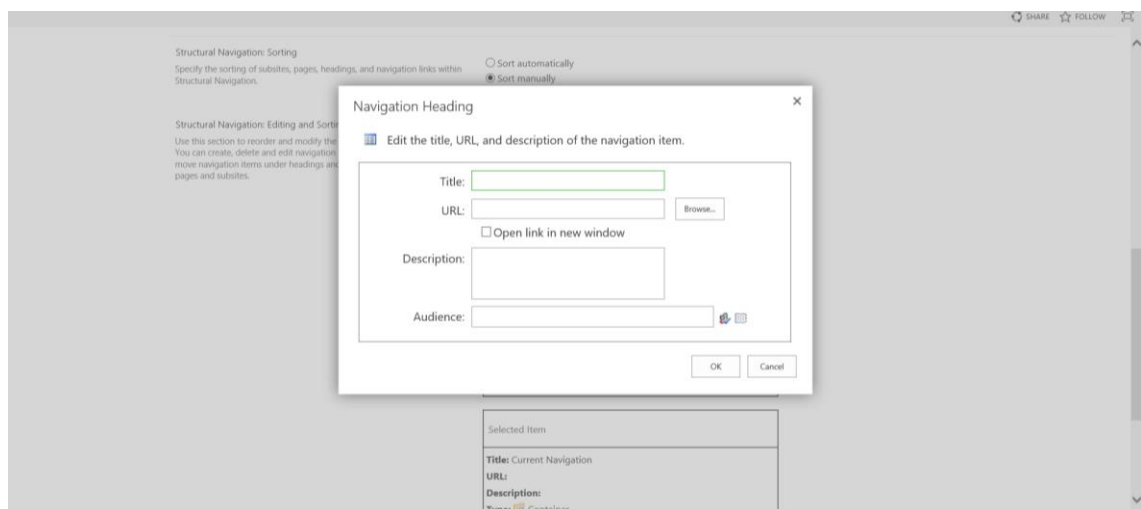 SHARE FOLLOW
Structural Navigation: Sorting
Specify the sorting of subsites, pages, headings, and navigation links within
Structural Navigation.
Sort automatically
Sort manually
Structural Navigation: Editing and Sorti
Use this section to reorder and modify the
You can create, delete and edit navigation
move navigation items under headings and
pages and subsites.
Navigation Heading
Edit the title, URL, and description of the navigation item.
Title:
URL:
Browse...
Open link in new window
Description:
Audience:
OK Cancel
Selected Item
Title: Current Navigation
URL:
Description:
Type: Container